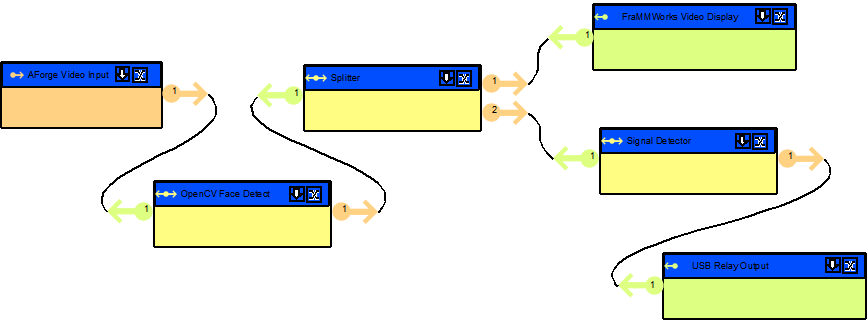 FraMMWorks Video Display
1
AForge Video Input
1
Splitter
1
1
2
Signal Detector
1
1
OpenCV Face Detect
1
1
USB Relay Output
1